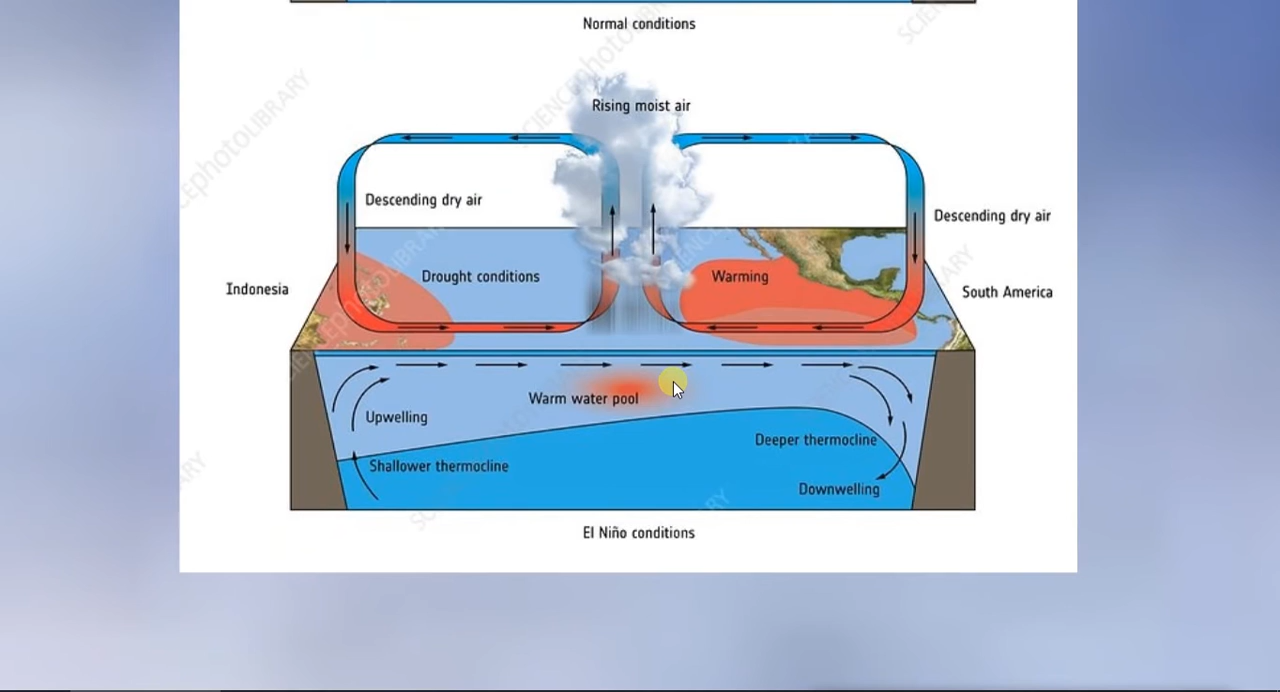 Normal conditions
Rising moist air
Descending dry air
Descending dry air
Drought conditions
Warming
Indonesia
South America
Warm water pool
Upwelling
Deeper thermocline
Shallower thermocline
Downwelling
El Niño conditions